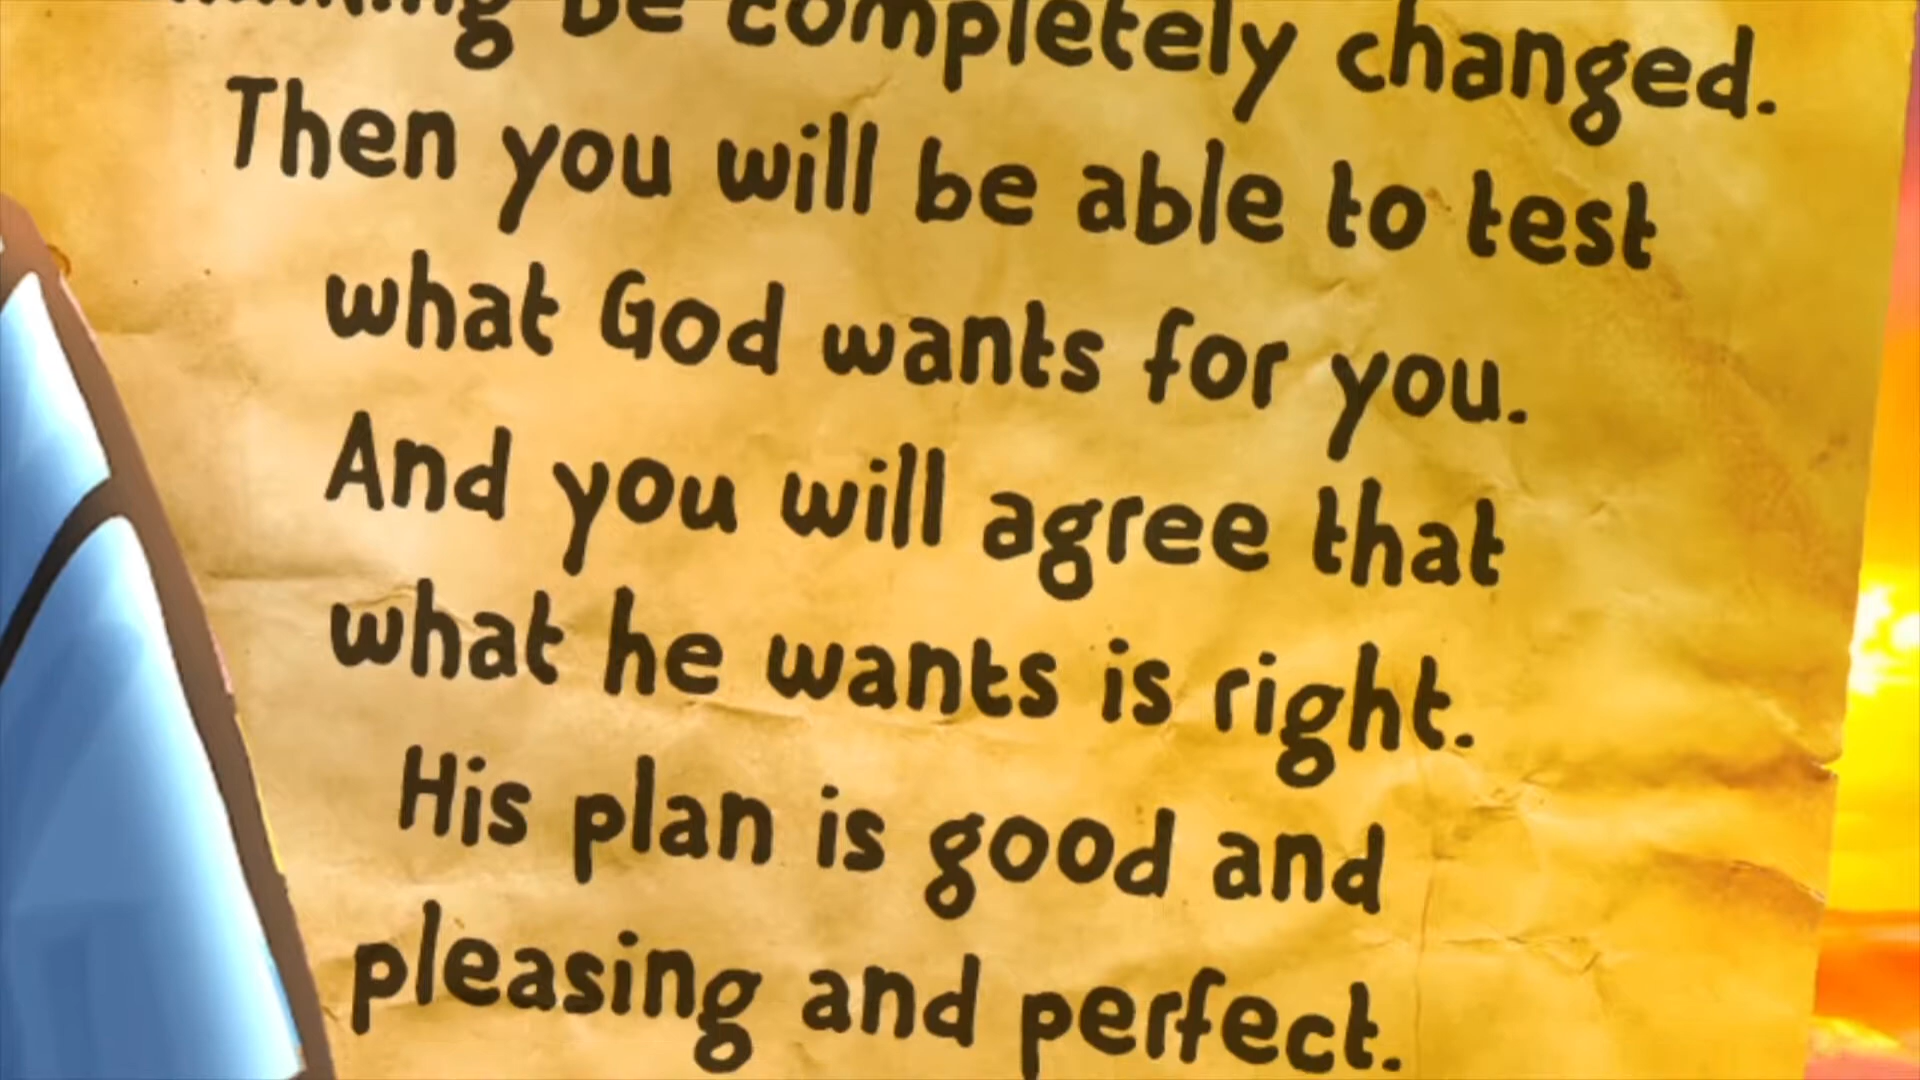 be completely changed.
Then you will be able to test
what God wants for you.
And you will agree that
what he wants is right.
His plan is good and
pleasing and perfect.